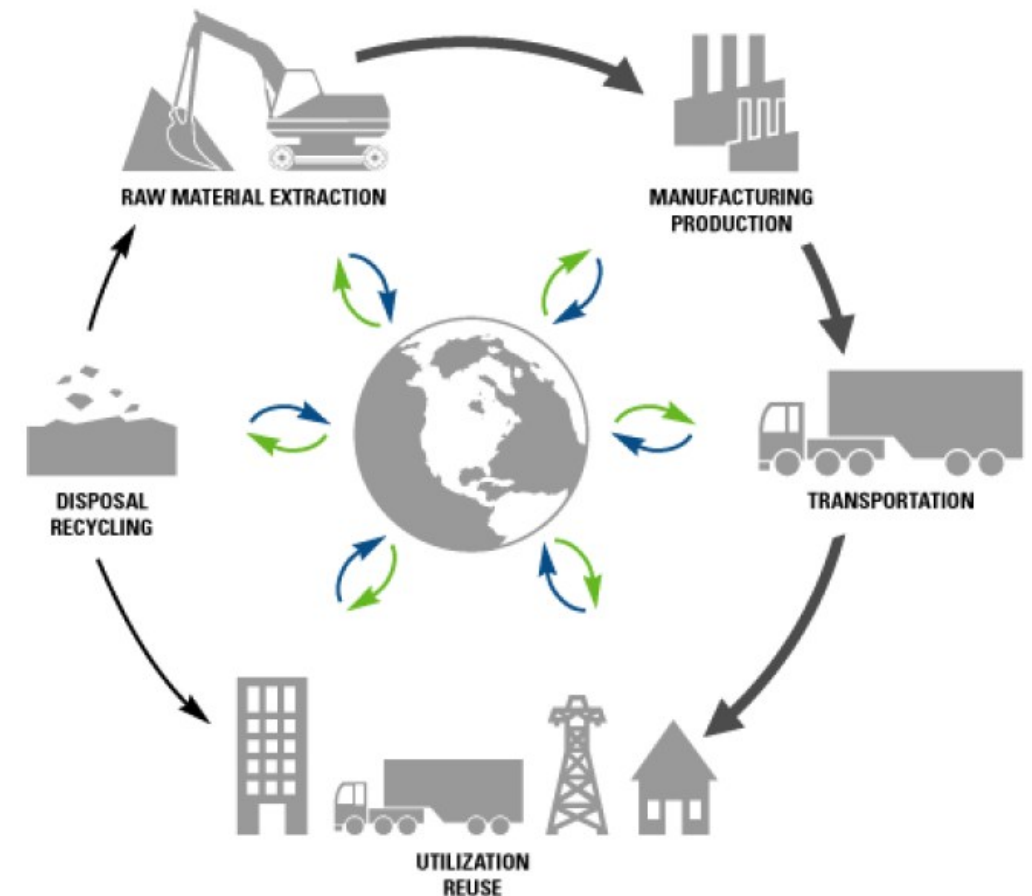 RAW MATERIAL EXTRACTION
MANUFACTURING
PRODUCTION
TRANSPORTATION
DISPOSAL
RECYCLING
UTILIZATION
REUSE